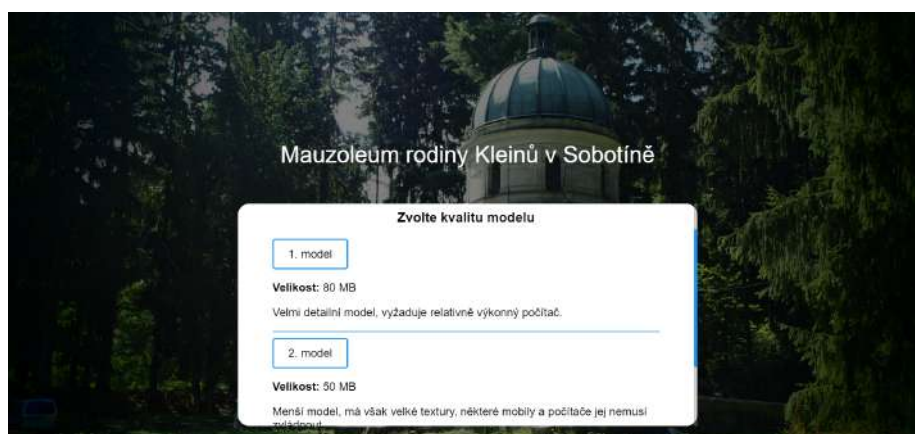 Mauzoleum rodiny Kleinů v Sobotíně
Zvolte kvalitu modelu
1. model
Velikost: 80 MB
Velmi detailní model, vyžaduje relativně výkonný počítač.
2. model
Velikost: 50 MB
Menší model, má však velké textury, některé mobily a počítače jej nemusí
zvládnout